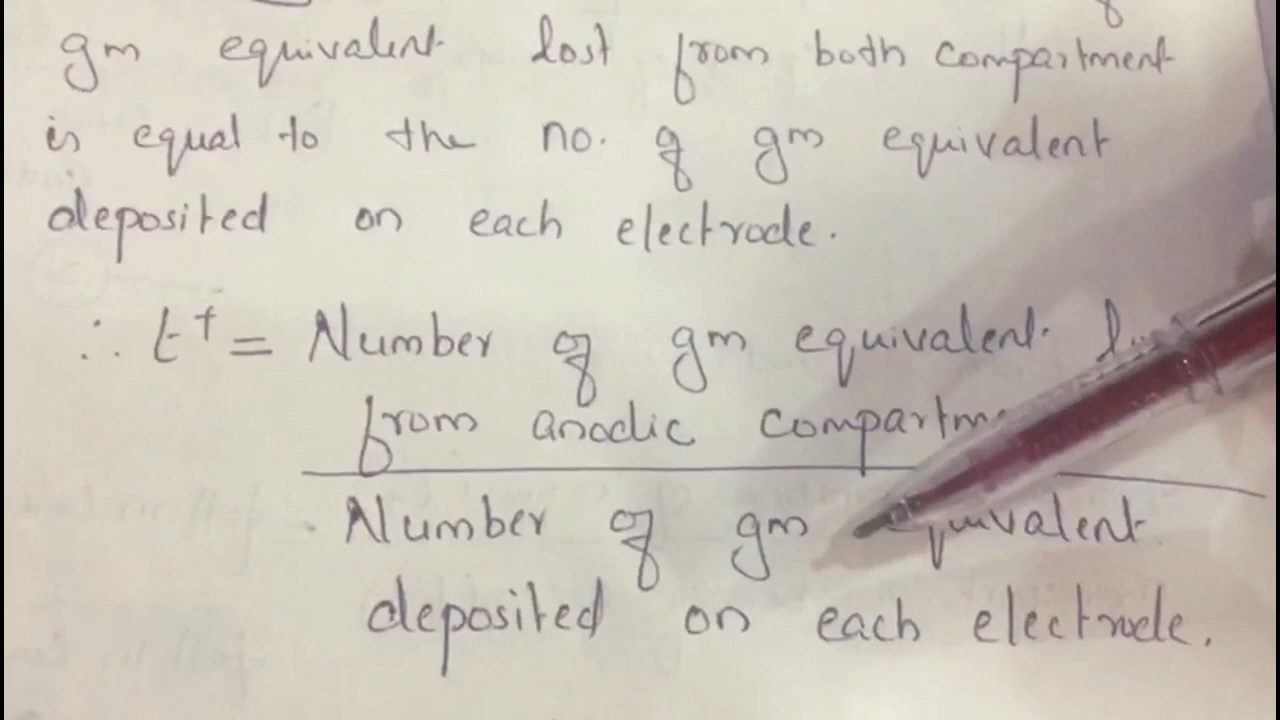 gm equivalent lost from both compartment
is equal to the no. of gm equivalent
deposited on each electrode.
∴ t⁺ = Number of gm equivalent
from anodic
Number of gm equivalent
deposited on each electrode.